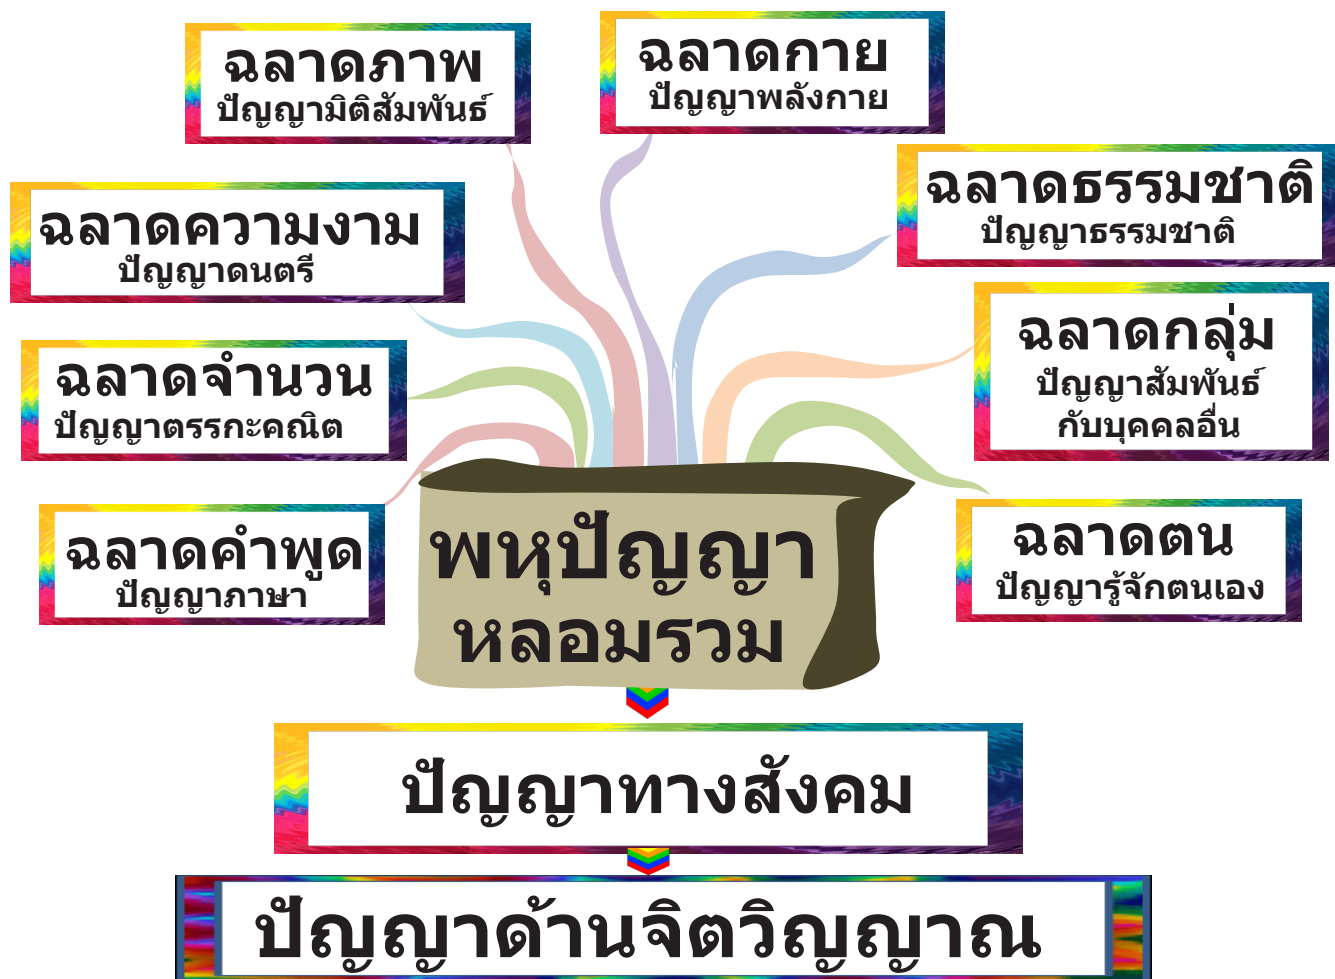 ฉลาดภาพ
ปัญญามิติสัมพันธ์
ฉลาดกาย
ปัญญาพลังกาย
ฉลาดธรรมชาติ
ปัญญาธรรมชาติ
ฉลาดความงาม
ปัญญาดนตรี
ฉลาดกลุ่ม
ปัญญาสัมพันธ์
กับบุคคลอื่น
ฉลาดจำนวน
ปัญญาตรรกะคณิต
ฉลาดคำพูด
ปัญญาภาษา
ฉลาดตน
ปัญญารู้จักตนเอง
พหุปัญญา
หลอมรวม
ปัญญาทางสังคม
ปัญญาด้านจิตวิญญาณ